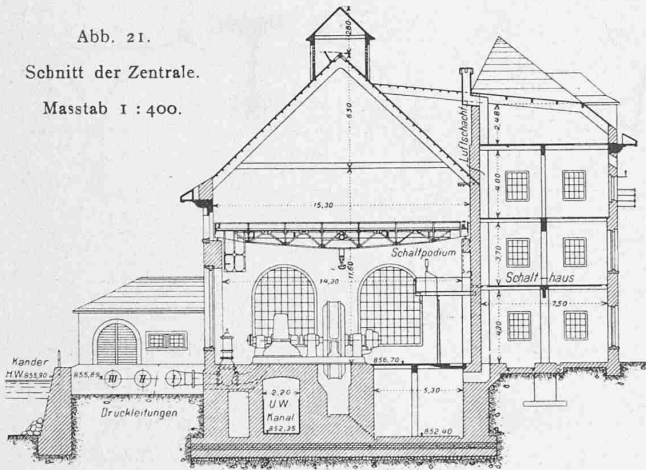 Abb. 21.
Schnitt der Zentrale.
Masstab 1 : 400.
2,80
6,50
Luftschacht
2,48
4,00
15,30
11,60
Schaltpodium
3,70
Schalt-haus
14,30
7,50
4,20
Kander
H.W. 855,90
855,89
III
II
I
856,70
Druckleitungen
2,20
U.W
Kanal
852,35
5,30
852,40